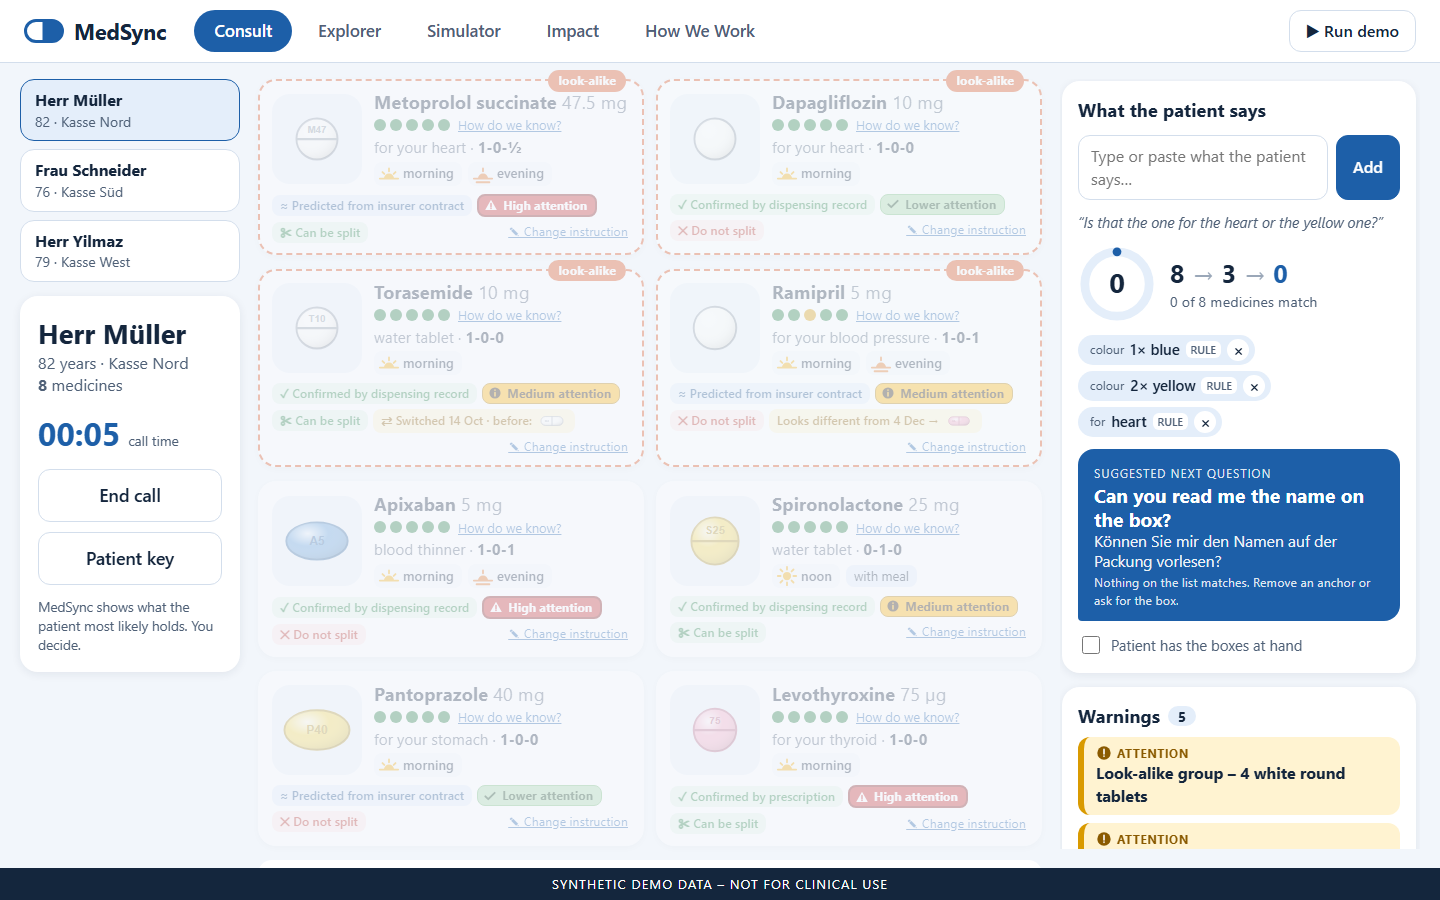 MedSync
Consult
Explorer
Simulator
Impact
How We Work
▶ Run demo
Herr Müller
82 · Kasse Nord
Frau Schneider
76 · Kasse Süd
Herr Yilmaz
79 · Kasse West
Herr Müller
82 years · Kasse Nord
8 medicines
00:05 call time
End call
Patient key
MedSync shows what the
patient most likely holds. You
decide.
look-alike
M47
Metoprolol succinate 47.5 mg
How do we know?
for your heart · 1-0-½
morning
evening
≈ Predicted from insurer contract
High attention
Can be split
Change instruction
look-alike
Dapagliflozin 10 mg
How do we know?
for your heart · 1-0-0
morning
✓ Confirmed by dispensing record
Lower attention
Do not split
Change instruction
look-alike
T10
Torasemide 10 mg
How do we know?
water tablet · 1-0-0
morning
✓ Confirmed by dispensing record
Medium attention
Can be split
⇄ Switched 14 Oct · before:
Change instruction
look-alike
Ramipril 5 mg
How do we know?
for your blood pressure · 1-0-1
morning
evening
≈ Predicted from insurer contract
Medium attention
Do not split
Looks different from 4 Dec →
Change instruction
A5
Apixaban 5 mg
How do we know?
blood thinner · 1-0-1
morning
evening
✓ Confirmed by dispensing record
High attention
Do not split
Change instruction
S25
Spironolactone 25 mg
How do we know?
water tablet · 0-1-0
noon
with meal
✓ Confirmed by dispensing record
Medium attention
Can be split
Change instruction
P40
Pantoprazole 40 mg
How do we know?
for your stomach · 1-0-0
morning
≈ Predicted from insurer contract
Lower attention
Do not split
Change instruction
75
Levothyroxine 75 µg
How do we know?
for your thyroid · 1-0-0
morning
✓ Confirmed by prescription
High attention
Can be split
Change instruction
What the patient says
Type or paste what the patient
says...
Add
“Is that the one for the heart or the yellow one?”
0
8 → 3 → 0
0 of 8 medicines match
colour 1× blue RULE ×
colour 2× yellow RULE ×
for heart RULE ×
SUGGESTED NEXT QUESTION
Can you read me the name on
the box?
Können Sie mir den Namen auf der
Packung vorlesen?
Nothing on the list matches. Remove an anchor or
ask for the box.
Patient has the boxes at hand
Warnings 5
ATTENTION
Look-alike group – 4 white round
tablets
ATTENTION
SYNTHETIC DEMO DATA – NOT FOR CLINICAL USE